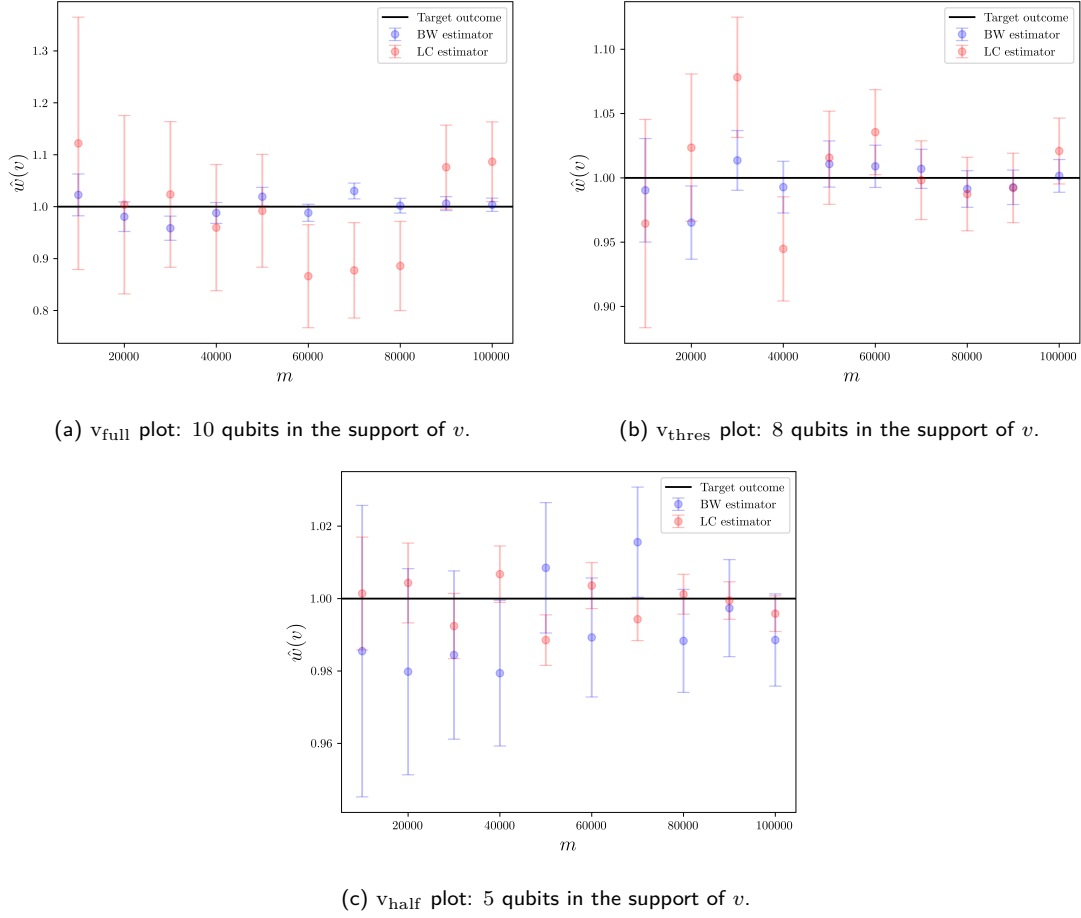 Target outcome
BW estimator
LC estimator
1.3
1.2
1.1
1.0
0.9
0.8
ŵ(v)
20000 40000 60000 80000 100000
m
(a) v_full plot: 10 qubits in the support of v.
Target outcome
BW estimator
LC estimator
1.10
1.05
1.00
0.95
0.90
ŵ(v)
20000 40000 60000 80000 100000
m
(b) v_thres plot: 8 qubits in the support of v.
Target outcome
BW estimator
LC estimator
1.02
1.00
0.98
0.96
ŵ(v)
20000 40000 60000 80000 100000
m
(c) v_half plot: 5 qubits in the support of v.